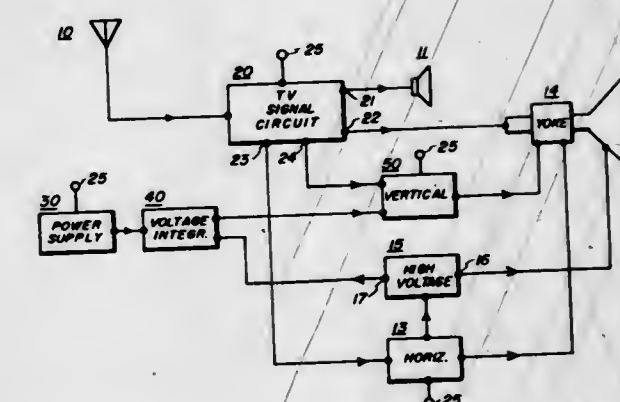 10
25
11
20
TV
SIGNAL
CIRCUIT
21
22
14
YOKE
23
24
50
25
VERTICAL
25
30
POWER
SUPPLY
40
VOLTAGE
INTEGR.
15
HIGH
VOLTAGE
16
17
13
HORIZ.
25